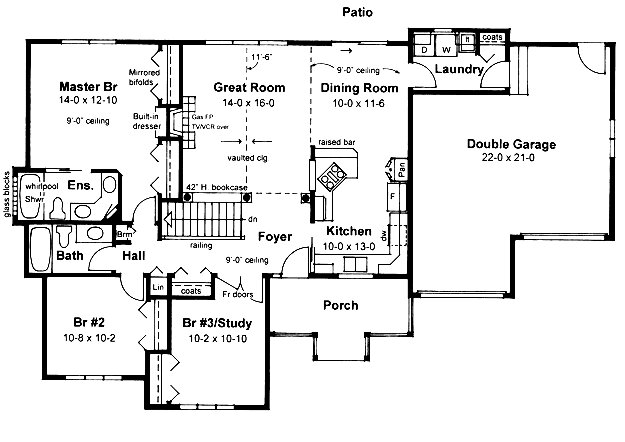 Patio
coats
D
W
Laundry
11'-6"
9'-0" ceiling
Mirrored
bifolds
Master Br
14-0 x 12-10
9'-0" ceiling
Great Room
14-0 x 16-0
Dining Room
10-0 x 11-6
Built-in
dresser
Gas FP
TV/VCR over
Double Garage
22-0 x 21-0
raised bar
vaulted clg
Pan
glass blocks
whirlpool
Shwr
Ens.
42" H. bookcase
F
dn
dw
Brm
railing
Foyer
Kitchen
10-0 x 13-0
Bath
Hall
9'-0" ceiling
Lin
coats
Fr doors
Porch
Br #2
10-8 x 10-2
Br #3/Study
10-2 x 10-10